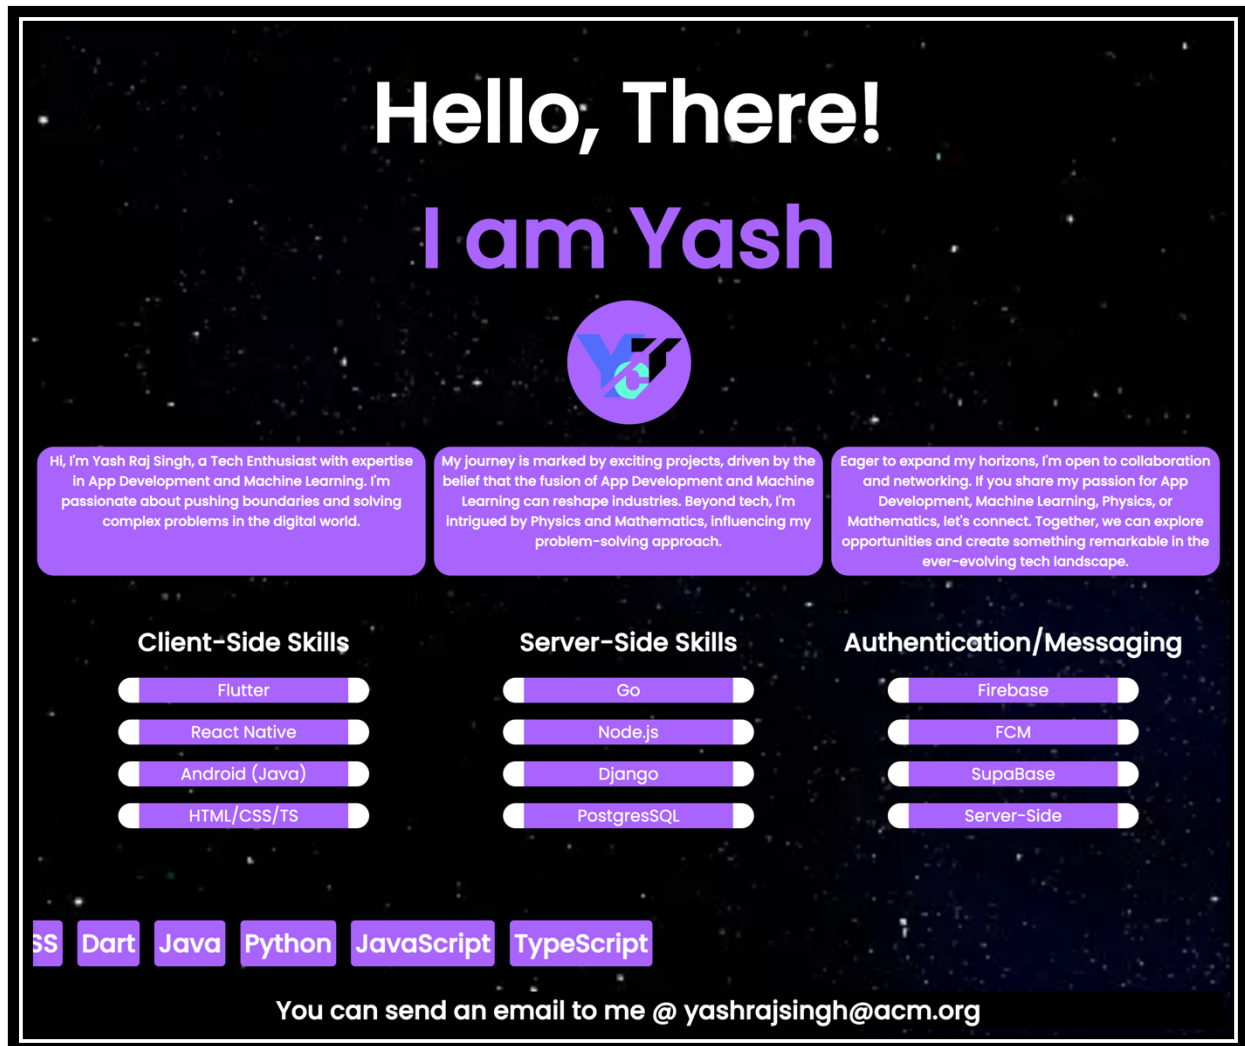 Hello, There!
I am Yash
YCT
Hi, I'm Yash Raj Singh, a Tech Enthusiast with expertise
in App Development and Machine Learning. I'm
passionate about pushing boundaries and solving
complex problems in the digital world.
My journey is marked by exciting projects, driven by the
belief that the fusion of App Development and Machine
Learning can reshape industries. Beyond tech, I'm
intrigued by Physics and Mathematics, influencing my
problem-solving approach.
Eager to expand my horizons, I'm open to collaboration
and networking. If you share my passion for App
Development, Machine Learning, Physics, or
Mathematics, let's connect. Together, we can explore
opportunities and create something remarkable in the
ever-evolving tech landscape.
Client-Side Skills
Flutter
React Native
Android (Java)
HTML/CSS/TS
Server-Side Skills
Go
Node.js
Django
PostgresSQL
Authentication/Messaging
Firebase
FCM
SupaBase
Server-Side
SS Dart Java Python JavaScript TypeScript
You can send an email to me @ yashrajsingh@acm.org